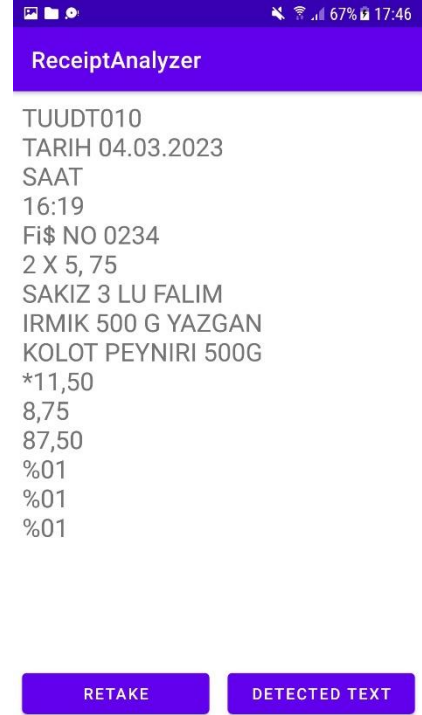 67% 17:46
ReceiptAnalyzer
TUUDT010
TARIH 04.03.2023
SAAT
16:19
Fi$ NO 0234
2 X 5, 75
SAKIZ 3 LU FALIM
IRMIK 500 G YAZGAN
KOLOT PEYNIRI 500G
*11,50
8,75
87,50
%01
%01
%01
RETAKE
DETECTED TEXT